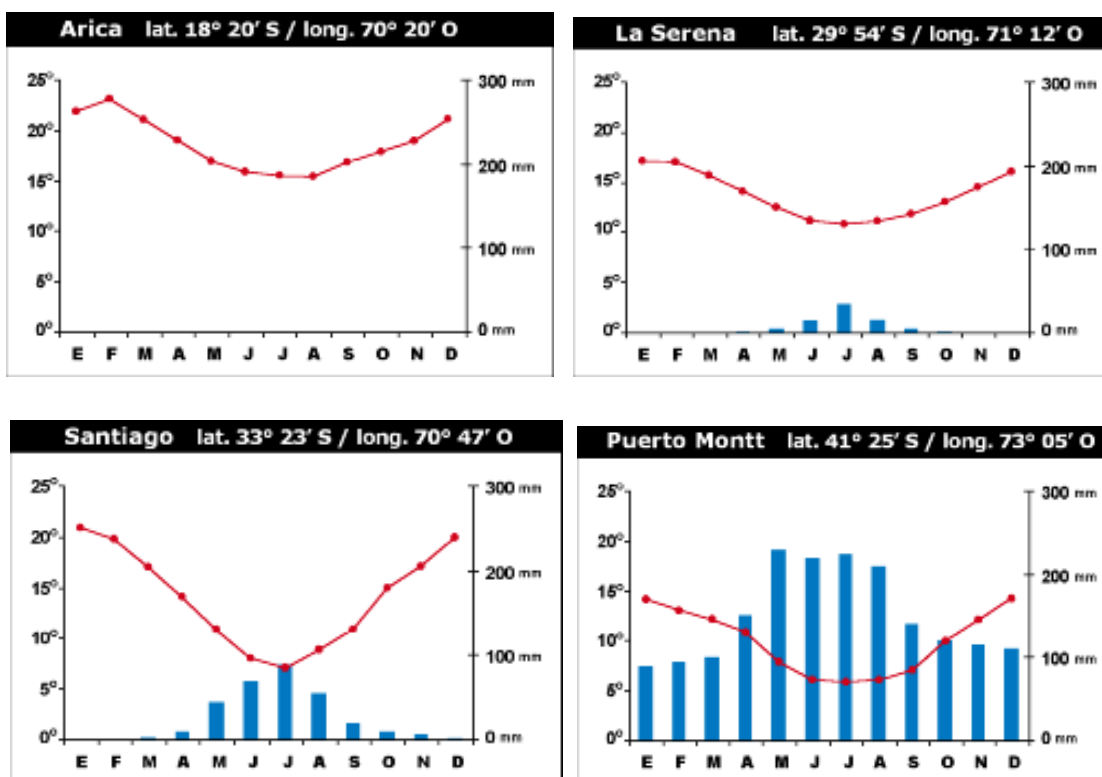 Arica lat. 18° 20′ S / long. 70° 20′ O
25°
20°
15°
10°
5°
0°
300 mm
200 mm
100 mm
0 mm
E F M A M J J A S O N D
La Serena lat. 29° 54′ S / long. 71° 12′ O
25°
20°
15°
10°
5°
0°
300 mm
200 mm
100 mm
0 mm
E F M A M J J A S O N D
Santiago lat. 33° 23′ S / long. 70° 47′ O
25°
20°
15°
10°
5°
0°
300 mm
200 mm
100 mm
0 mm
E F M A M J J A S O N D
Puerto Montt lat. 41° 25′ S / long. 73° 05′ O
25°
20°
15°
10°
5°
0°
300 mm
200 mm
100 mm
0 mm
E F M A M J J A S O N D